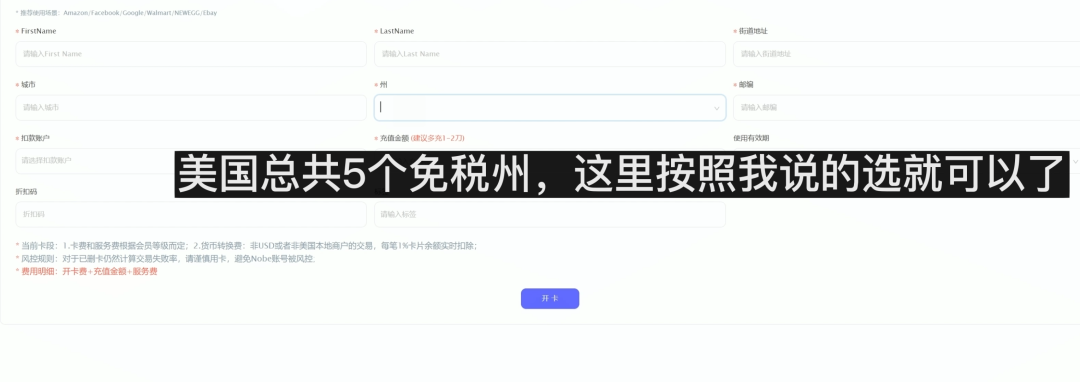 * 推荐使用场景：Amazon/Facebook/Google/Walmart/NEWEGG/Ebay
* FirstName
* LastName
* 街道地址
请输入First Name
请输入Last Name
请输入街道地址
* 城市
* 州
* 邮编
请输入城市
请输入邮编
* 扣款账户
* 充值金额 (建议多充1-2刀)
使用有效期
请选择扣款账户
美国总共5个免税州，这里按照我说的选就可以了
折扣码
折扣码
请输入标签
* 当前卡段：1.卡费和服务费根据会员等级而定；2.货币转换费：非USD或者非美国本地商户的交易，每笔1%卡片余额实时扣除；
* 风控规则：对于已删卡仍然计算交易失败率，请谨慎用卡，避免Nobe账号被风控.
* 费用明细：开卡费+充值金额+服务费
开 卡